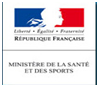 Liberté • Égalité • Fraternité
RÉPUBLIQUE FRANÇAISE
MINISTÈRE DE LA SANTÉ
ET DES SPORTS